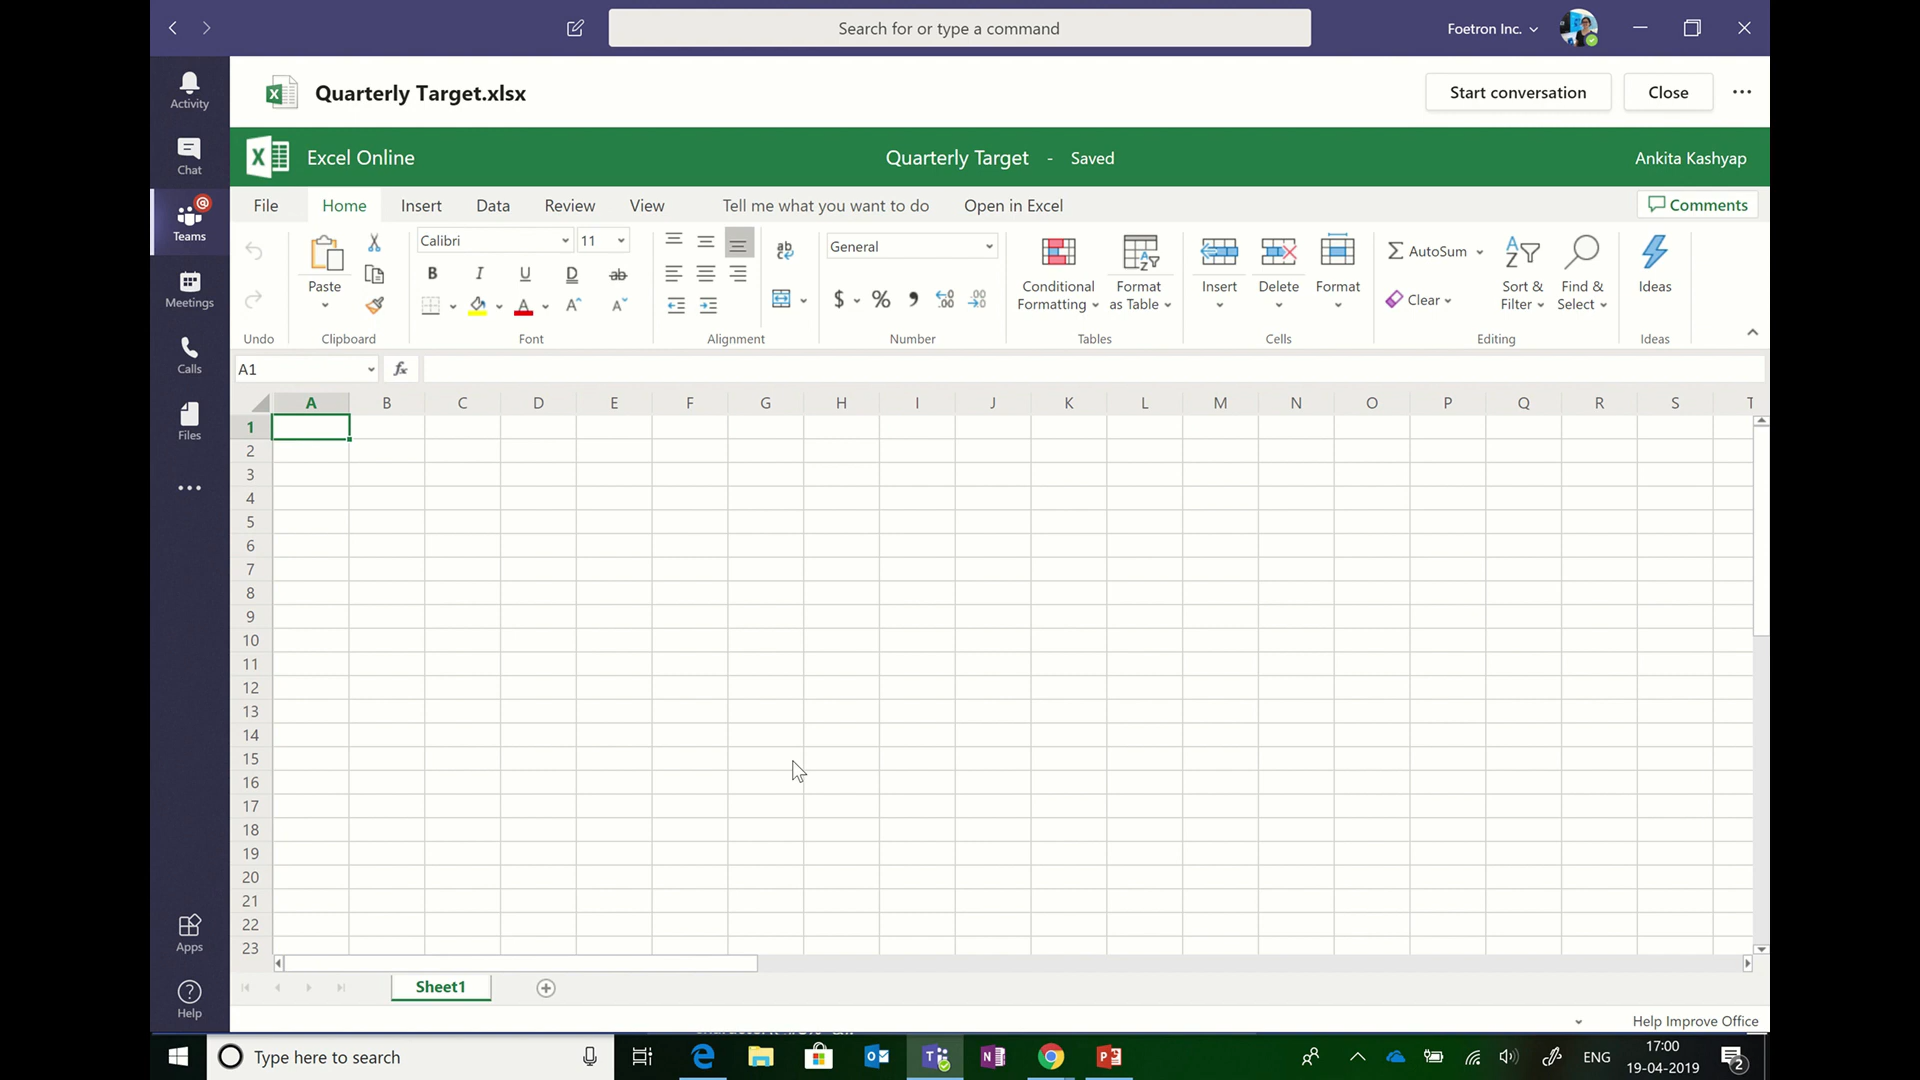 Search for or type a command
Foetron Inc.
Activity
Chat
Teams
Meetings
Calls
Files
Apps
Help
Quarterly Target.xlsx
Start conversation
Close
Excel Online
Quarterly Target - Saved
Ankita Kashyap
File Home Insert Data Review View Tell me what you want to do Open in Excel
Comments
Paste
Calibri
11
B I U D ab
A A A
ab
General
$ % , .00 .00
Conditional
Formatting
Format
as Table
Insert
Delete
Format
AutoSum
Clear
Sort &
Filter
Find &
Select
Ideas
Undo Clipboard Font Alignment Number Tables Cells Editing Ideas
A1
fx
A B C D E F G H I J K L M N O P Q R S T
1
2
3
4
5
6
7
8
9
10
11
12
13
14
15
16
17
18
19
20
21
22
23
Sheet1
Help Improve Office
Type here to search
ENG
17:00
19-04-2019
2